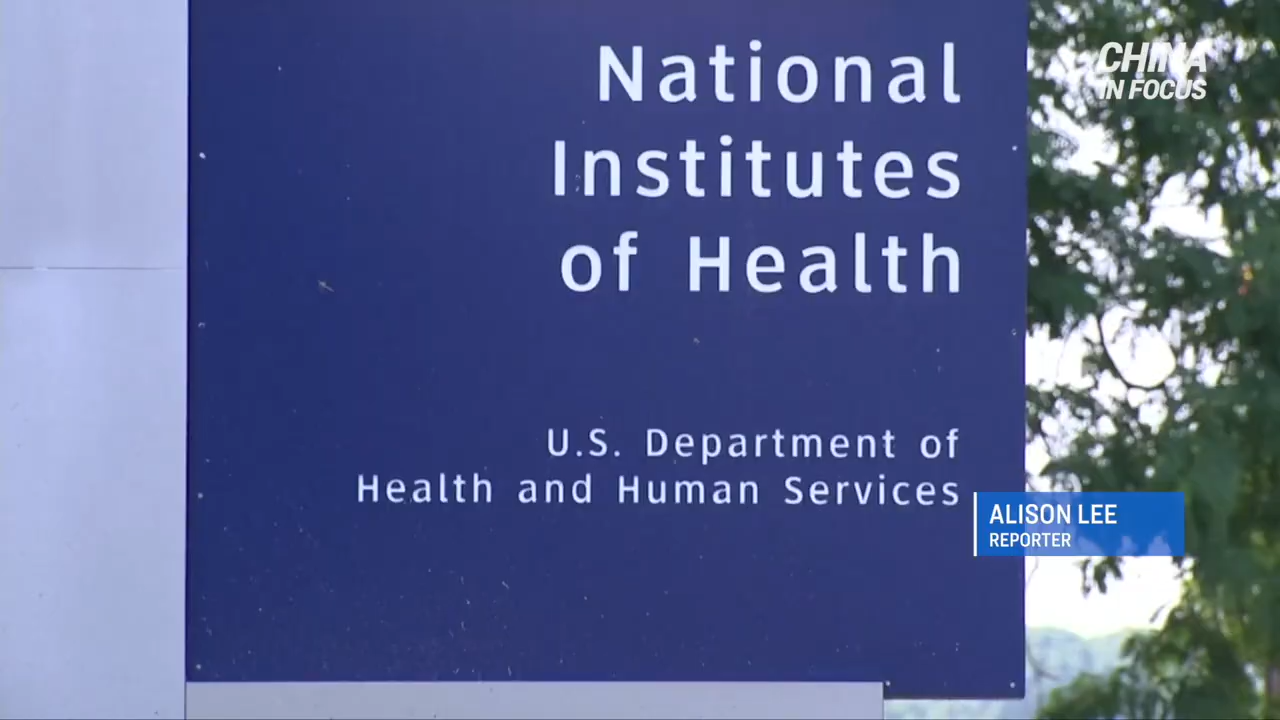 CHINA
IN FOCUS
National
Institutes
of Health
U.S. Department of
Health and Human Services
ALISON LEE
REPORTER